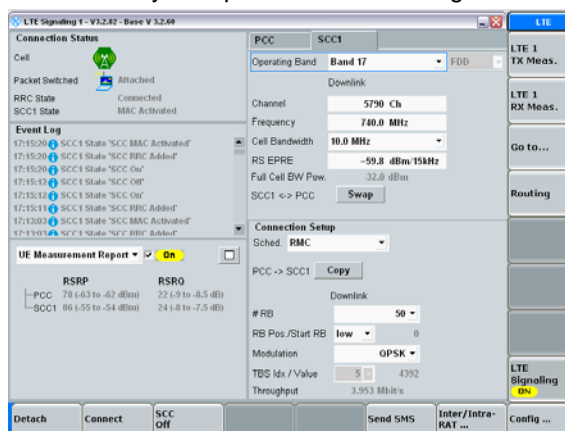 LTE Signaling 1 - V3.2.82 - Base V 3.2.60
LTE
Connection Status
Cell
Packet Switched Attached
RRC State Connected
SCC1 State MAC Activated
Event Log
17:15:20 SCC1 State 'SCC MAC Activated'
17:15:20 SCC1 State 'SCC RRC Added'
17:15:20 SCC1 State 'SCC On'
17:15:12 SCC1 State 'SCC Off'
17:15:12 SCC1 State 'SCC On'
17:15:11 SCC1 State 'SCC RRC Added'
17:13:03 SCC1 State 'SCC MAC Activated'
17:13:03 SCC1 State 'SCC RRC Added'
UE Measurement Report On
RSRP RSRQ
PCC 78 (-63 to -62 dBm) 22 (-9 to -8.5 dB)
SCC1 86 (-55 to -54 dBm) 24 (-8 to -7.5 dB)
PCC SCC1
Operating Band Band 17 FDD
Downlink
Channel 5790 Ch
Frequency 740.0 MHz
Cell Bandwidth 10.0 MHz
RS EPRE -59.8 dBm/15kHz
Full Cell BW Pow. -32.0 dBm
SCC1 <-> PCC Swap
Connection Setup
Sched. RMC
PCC -> SCC1 Copy
Downlink
# RB 50
RB Pos./Start RB low 0
Modulation QPSK
TBS Idx / Value 5 4392
Throughput 3.953 Mbit/s
LTE 1
TX Meas.
LTE 1
RX Meas.
Go to...
Routing
LTE
Signaling
ON
Detach
Connect
SCC
Off
Send SMS
Inter/Intra-
RAT ...
Config ...